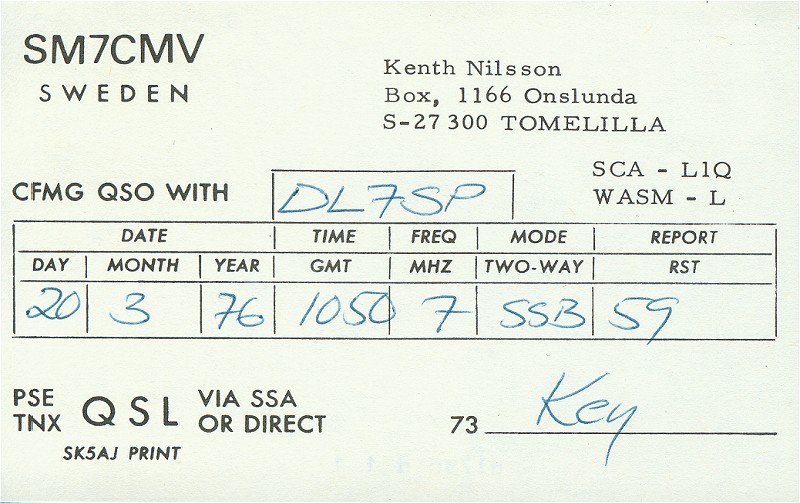 SM7CMV
SWEDEN
Kenth Nilsson
Box, 1166 Onslunda
S-27 300 TOMELILLA
SCA - L1Q
WASM - L
CFMG QSO WITH DL7SP
DATE TIME FREQ MODE REPORT
DAY MONTH YEAR GMT MHZ TWO-WAY RST
20 3 76 1050 7 SSB 59
PSE TNX QSL VIA SSA OR DIRECT
73 Key
SK5AJ PRINT